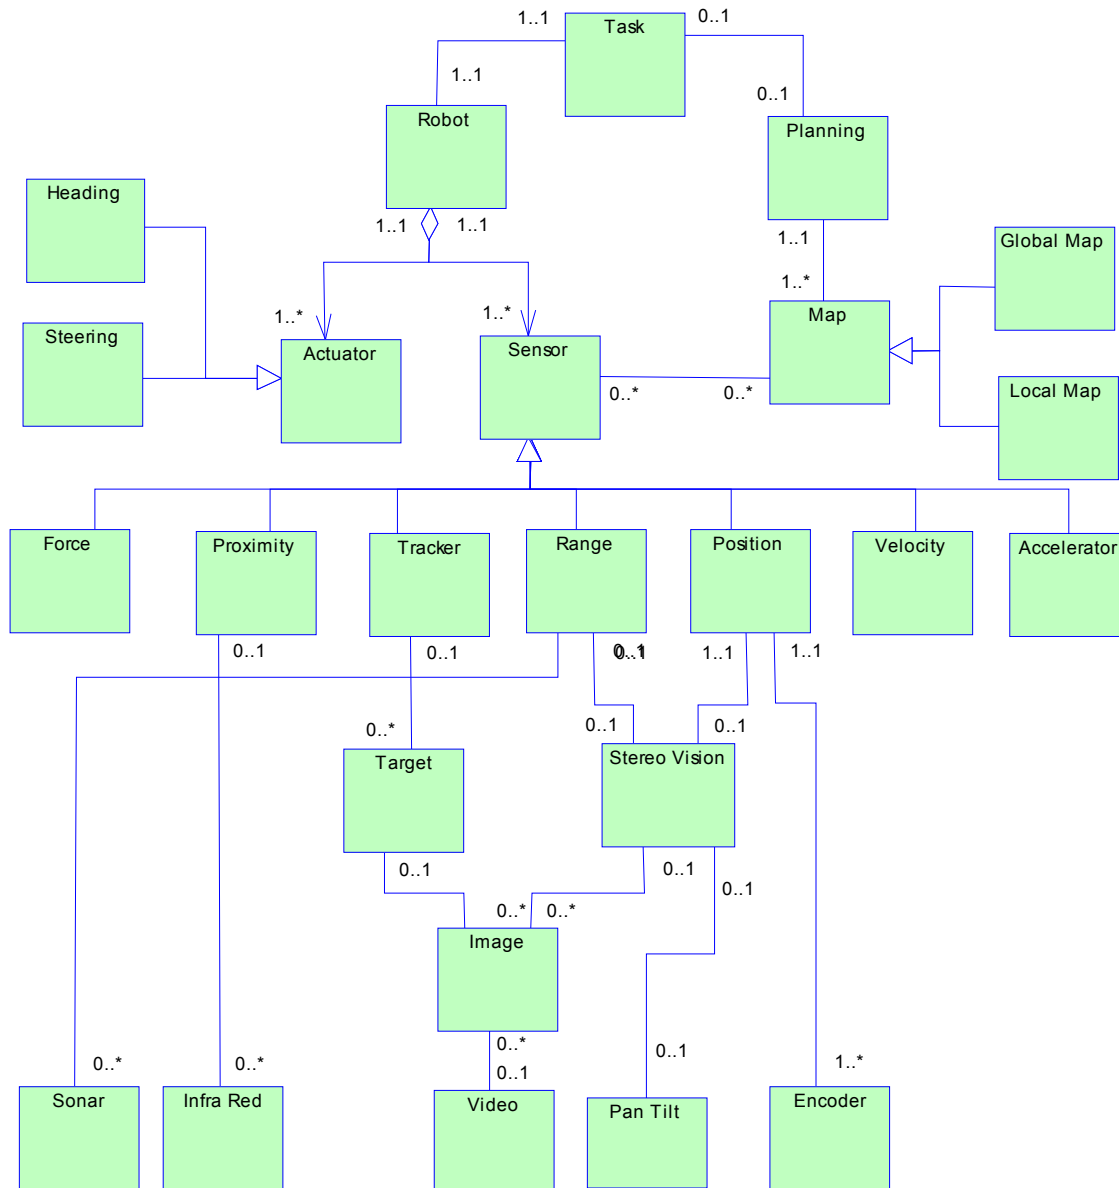 1..1
Task
0..1
1..1
0..1
Robot
Planning
Heading
1..1
1..1
1..1
Global Map
1..*
1..*
1..*
Map
Steering
Actuator
Sensor
0..*
0..*
Local Map
Force
Proximity
Tracker
Range
Position
Velocity
Accelerator
0..1
0..1
0..1
0..1
1..1
1..1
0..*
0..1
0..1
Target
Stereo Vision
0..1
0..1
0..1
0..*
0..*
Image
0..*
0..*
0..*
0..1
0..1
1..*
Sonar
Infra Red
Video
Pan Tilt
Encoder